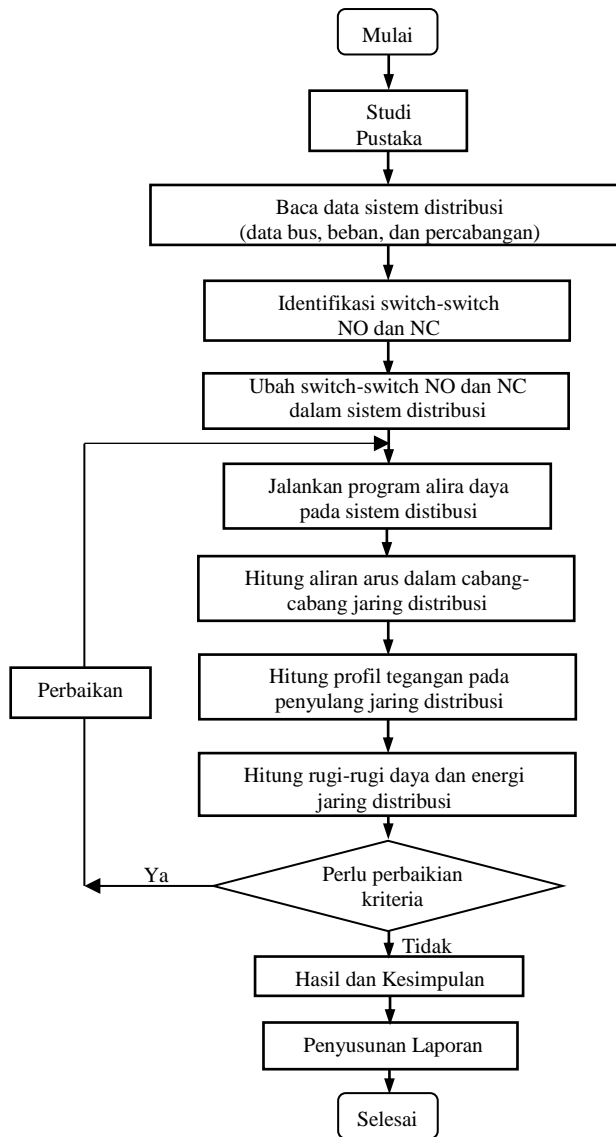 Mulai
Studi
Pustaka
Baca data sistem distribusi
(data bus, beban, dan percabangan)
Identifikasi switch-switch
NO dan NC
Ubah switch-switch NO dan NC
dalam sistem distribusi
Jalankan program alira daya
pada sistem distibusi
Hitung aliran arus dalam cabang-
cabang jaring distribusi
Hitung profil tegangan pada
penyulang jaring distribusi
Perbaikan
Hitung rugi-rugi daya dan energi
jaring distribusi
Perlu perbaikian
kriteria
Ya
Tidak
Hasil dan Kesimpulan
Penyusunan Laporan
Selesai